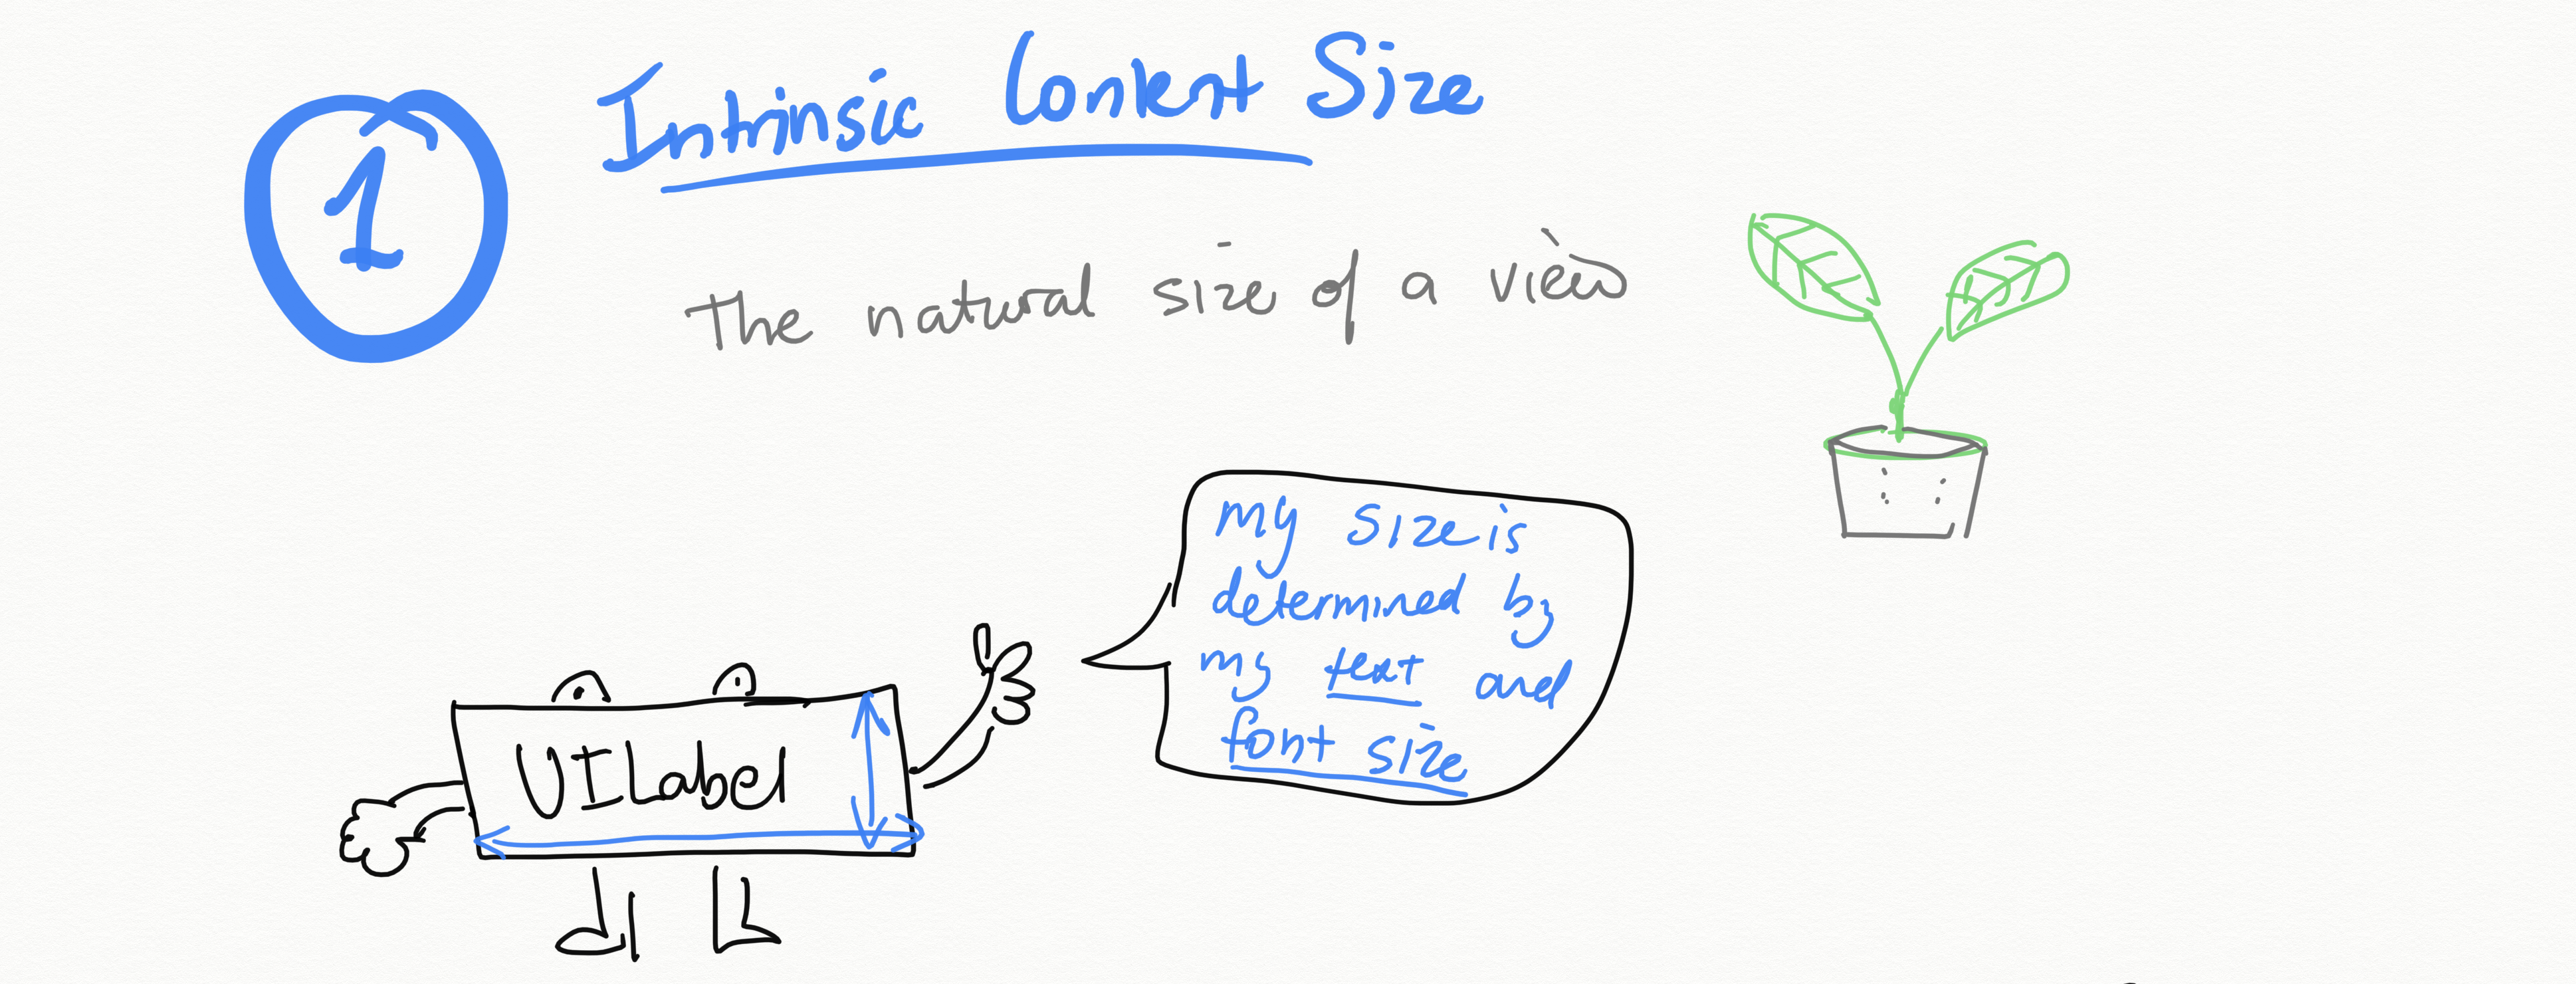 1
Intrinsic Content Size
The natural size of a view
my size is
determined by
my text and
font size
UILabel